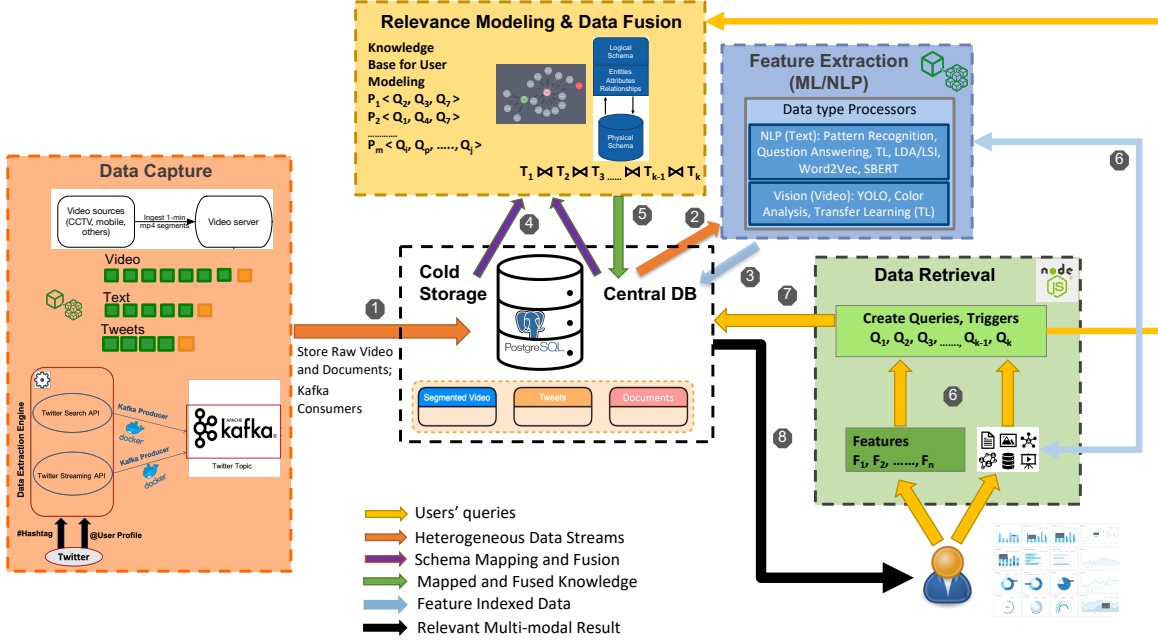 Relevance Modeling & Data Fusion
Knowledge
Base for User
Modeling
P1 < Q2, Q3, Q7 >
P2 < Q1, Q4, Q7 >
.............
Pm < Qi, Qp, ....., Qj >
Logical
Schema
Entities
Attributes
Relationships
Physical
Schema
T1 ⋈ T2 ⋈ T3 ...... ⋈ Tk-1 ⋈ Tk
Feature Extraction
(ML/NLP)
Data type Processors
NLP (Text): Pattern Recognition,
Question Answering, TL, LDA/LSI,
Word2Vec, SBERT
Vision (Video): YOLO, Color
Analysis, Transfer Learning (TL)
6
Data Capture
Video sources
(CCTV, mobile,
others)
Ingest 1-min
mp4 segments
Video server
Video
Text
Tweets
Data Extraction Engine
Twitter Search API
Twitter Streaming API
Kafka Producer
docker
Kafka Producer
docker
APACHE
kafka
Twitter Topic
#Hashtag
@User Profile
Twitter
1
Store Raw Video
and Documents;
Kafka
Consumers
4
5
2
3
Cold
Storage
Central DB
PostgreSQL
Segmented Video
Tweets
Documents
7
8
Data Retrieval
node
JS
Create Queries, Triggers
Q1, Q2, Q3, ......., Qk-1, Qk
6
Features
F1, F2, ......, Fn
Users' queries
Heterogeneous Data Streams
Schema Mapping and Fusion
Mapped and Fused Knowledge
Feature Indexed Data
Relevant Multi-modal Result